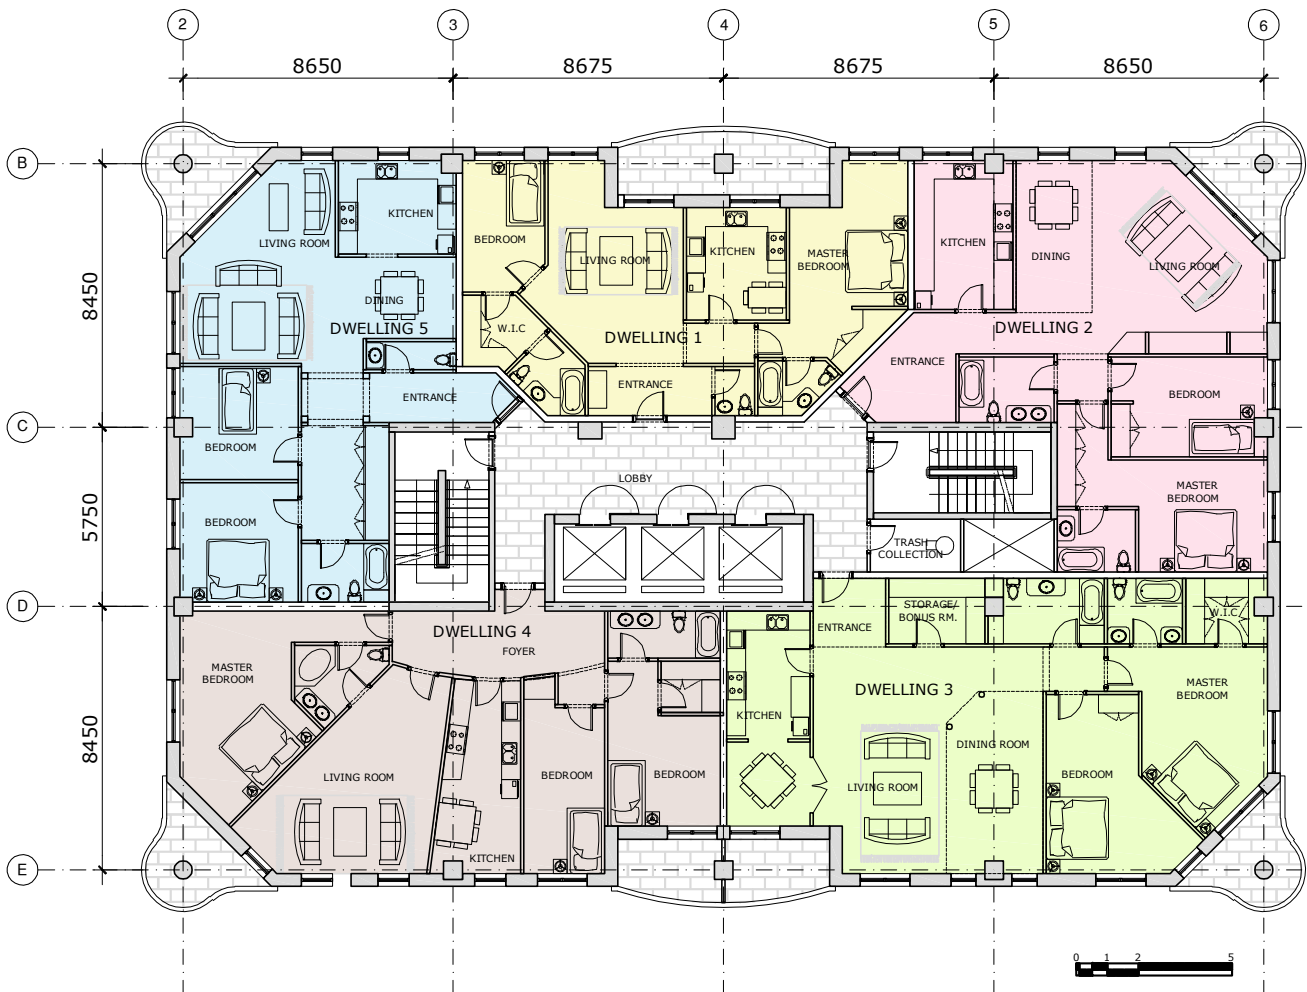 2 3 4 5 6
8650 8675 8675 8650
B
8450
C
5750
D
8450
E
LIVING ROOM
KITCHEN
DINING
DWELLING 5
ENTRANCE
BEDROOM
BEDROOM
BEDROOM
W.I.C
LIVING ROOM
KITCHEN
MASTER
BEDROOM
DWELLING 1
ENTRANCE
KITCHEN
DINING
LIVING ROOM
DWELLING 2
ENTRANCE
BEDROOM
MASTER
BEDROOM
LOBBY
TRASH
COLLECTION
DWELLING 4
FOYER
MASTER
BEDROOM
LIVING ROOM
KITCHEN
BEDROOM
BEDROOM
ENTRANCE
STORAGE/
BONUS RM.
W.I.C
DWELLING 3
KITCHEN
LIVING ROOM
DINING ROOM
BEDROOM
MASTER
BEDROOM
0 1 2 5